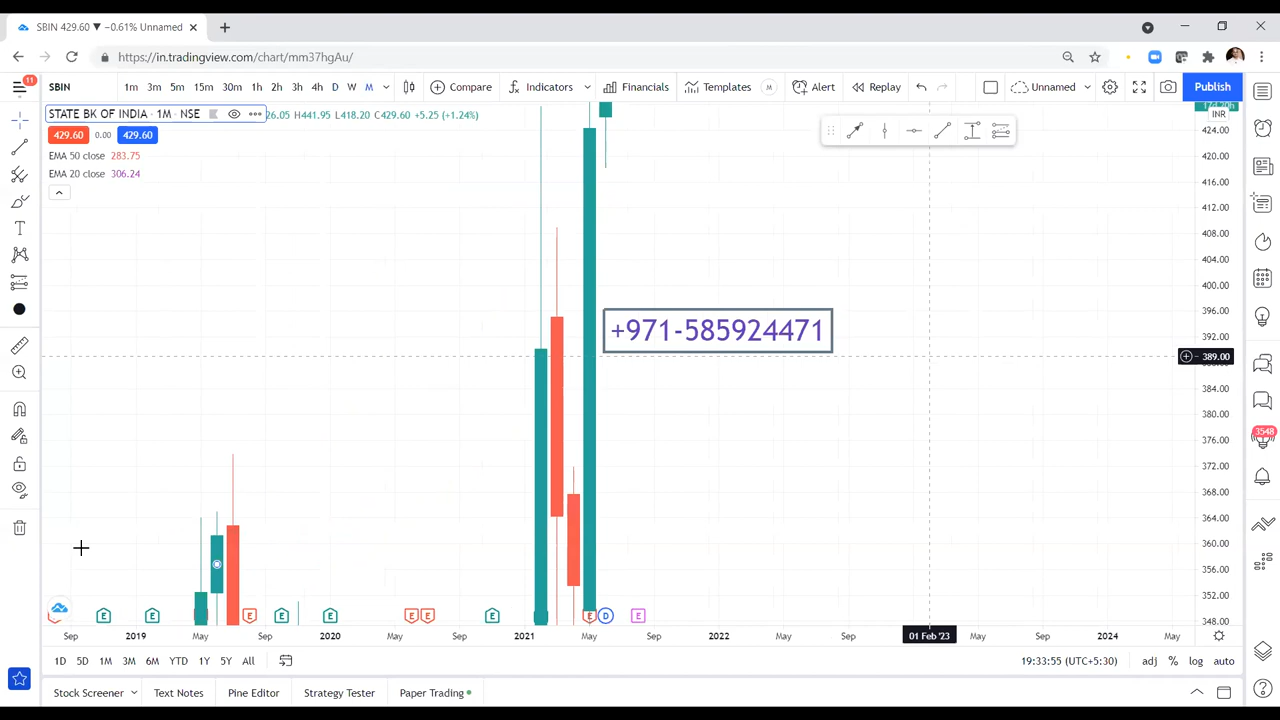 SBIN 429.60 ▼ −0.61% Unnamed
https://in.tradingview.com/chart/mm37hgAu/
11
SBIN 1m 3m 5m 15m 30m 1h 2h 3h 4h D W M Compare Indicators Financials Templates M Alert Replay Unnamed Publish
STATE BK OF INDIA · 1M · NSE 26.05 H441.95 L418.20 C429.60 +5.25 (+1.24%)
INR
429.60 0.00 429.60
EMA 50 close 283.75
EMA 20 close 306.24
424.00
420.00
416.00
412.00
408.00
404.00
400.00
396.00
392.00
+971-585924471
389.00
384.00
380.00
376.00
372.00
368.00
364.00
360.00
356.00
352.00
348.00
3548
E E E E E E E E E D E
Sep 2019 May Sep 2020 May Sep 2021 May Sep 2022 May Sep 01 Feb '23 May Sep 2024 May
1D 5D 1M 3M 6M YTD 1Y 5Y All 19:33:55 (UTC+5:30) adj % log auto
Stock Screener Text Notes Pine Editor Strategy Tester Paper Trading